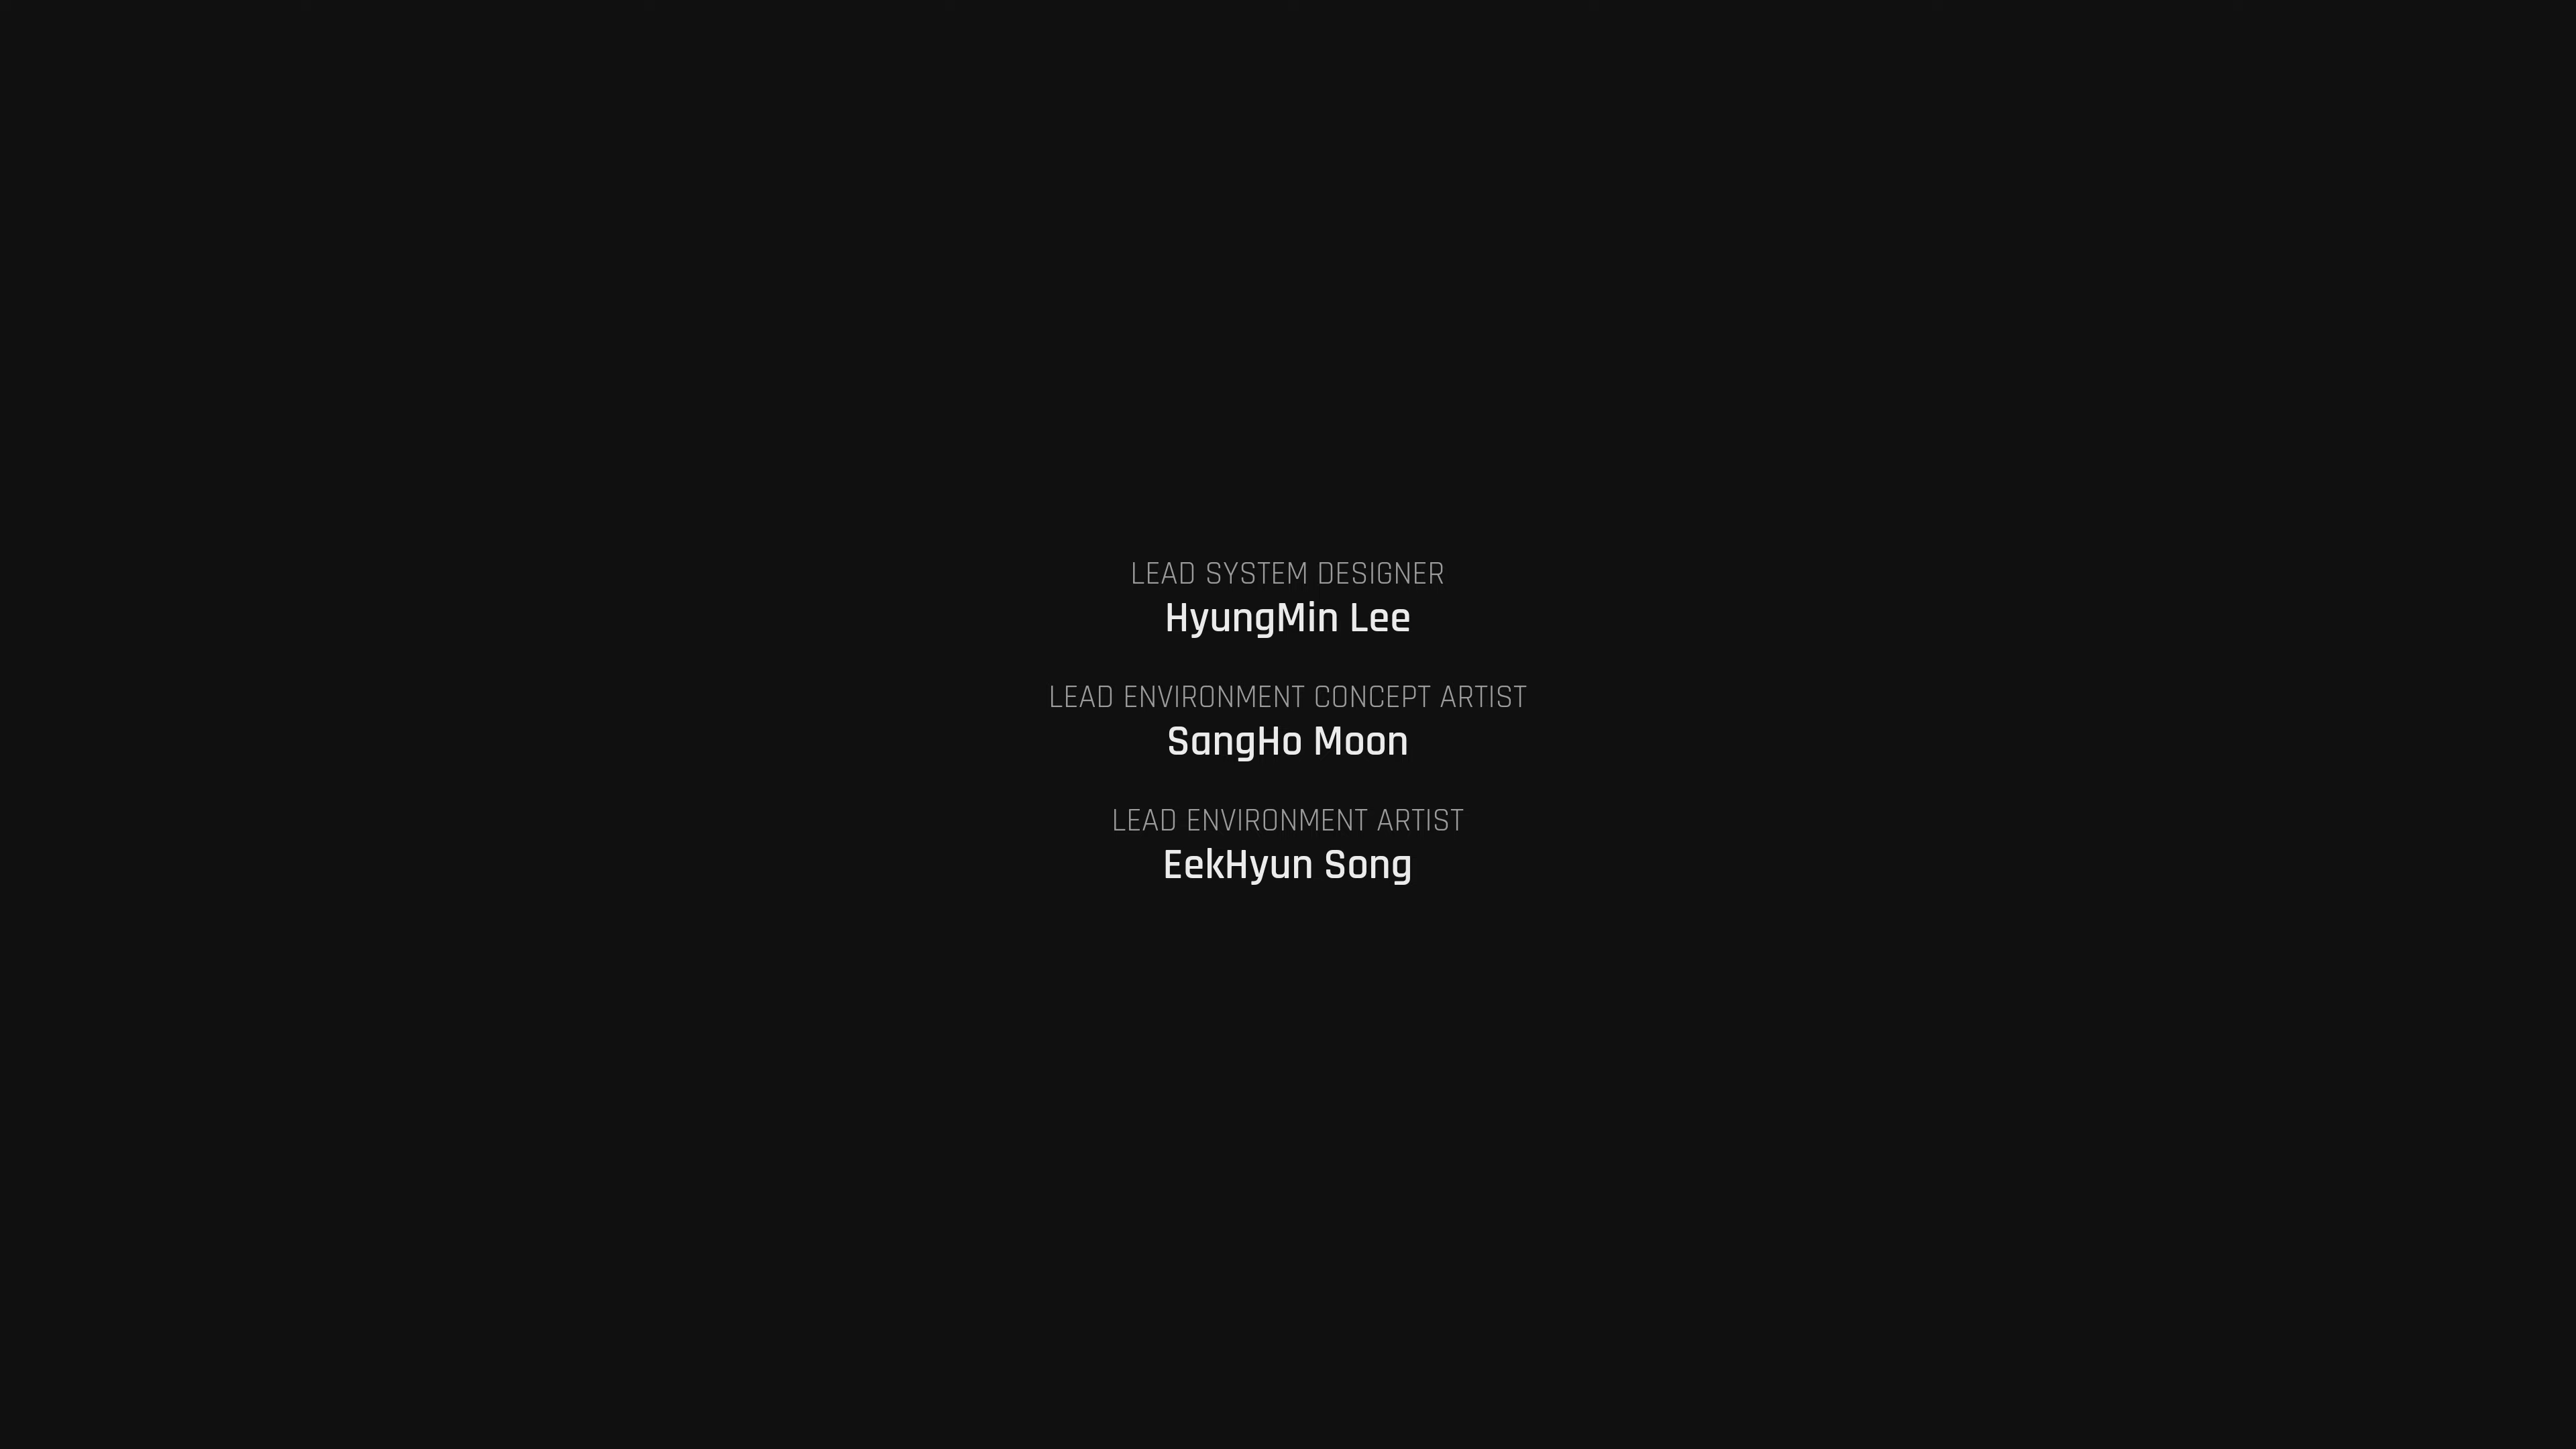 LEAD SYSTEM DESIGNER
HyungMin Lee
LEAD ENVIRONMENT CONCEPT ARTIST
SangHo Moon
LEAD ENVIRONMENT ARTIST
EekHyun Song